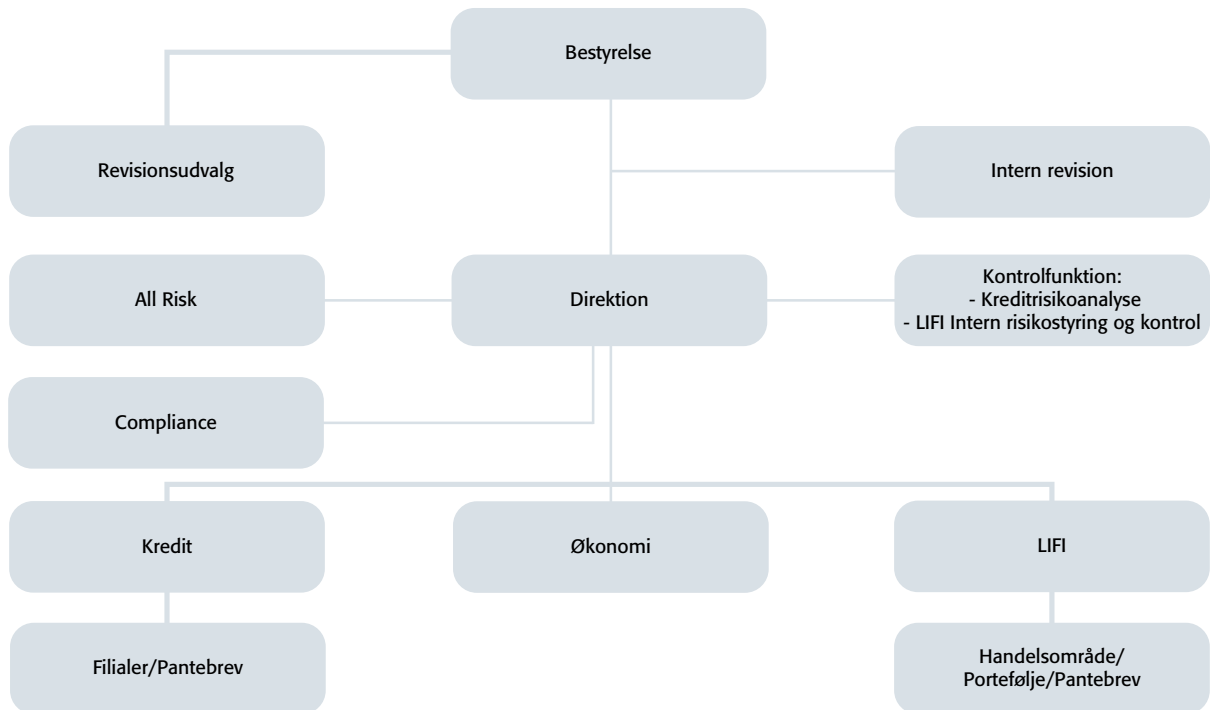 Bestyrelse
Revisionsudvalg
Intern revision
All Risk
Direktion
Kontrolfunktion:
- Kreditrisikoanalyse
- LIFI Intern risikostyring og kontrol
Compliance
Kredit
Økonomi
LIFI
Filialer/Pantebrev
Handelsområde/
Portefølje/Pantebrev